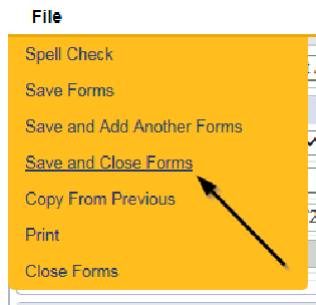 File
Spell Check
Save Forms
Save and Add Another Forms
Save and Close Forms
Copy From Previous
Print
Close Forms